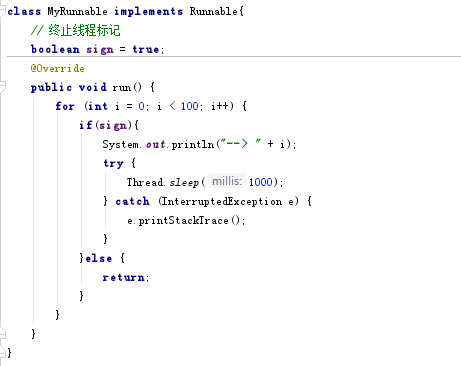 class MyRunnable implements Runnable{
    // 终止线程标记
    boolean sign = true;
    @Override
    public void run() {
        for (int i = 0; i < 100; i++) {
            if(sign){
                System.out.println("--> " + i);
                try {
                    Thread.sleep( millis: 1000);
                } catch (InterruptedException e) {
                    e.printStackTrace();
                }
            }else {
                return;
            }
        }
    }
}